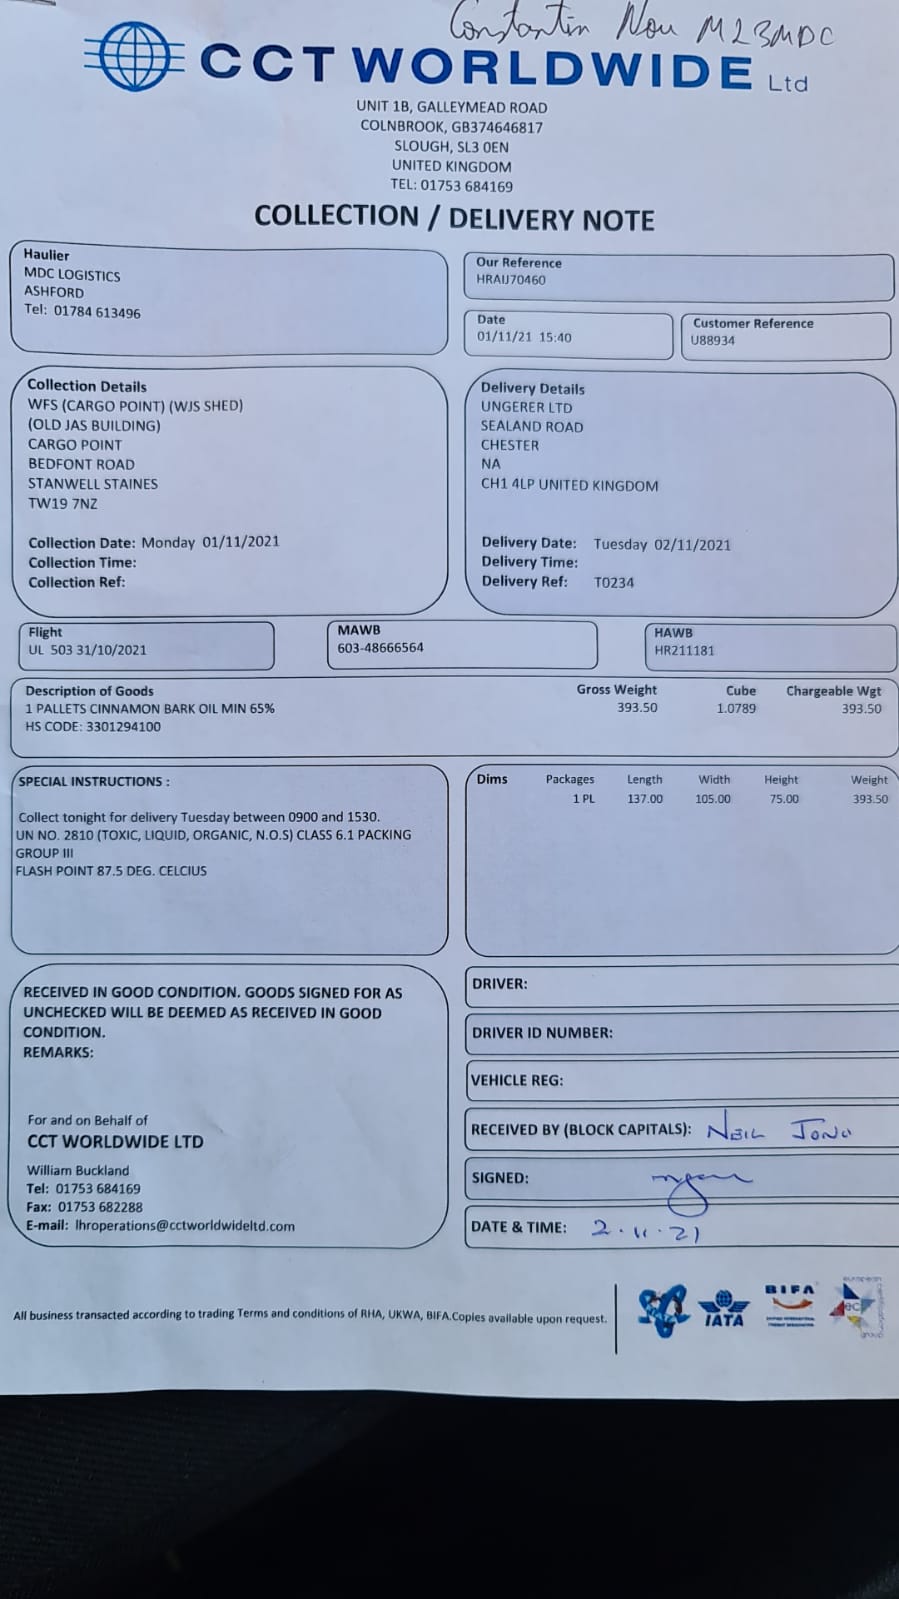 Constantin Nou M23MDC
CCT WORLDWIDE Ltd
UNIT 1B, GALLEYMEAD ROAD
COLNBROOK, GB374646817
SLOUGH, SL3 0EN
UNITED KINGDOM
TEL: 01753 684169
COLLECTION / DELIVERY NOTE
Haulier
MDC LOGISTICS
ASHFORD
Tel: 01784 613496
Our Reference
HRAIJ70460
Date
01/11/21 15:40
Customer Reference
U88934
Collection Details
WFS (CARGO POINT) (WJS SHED)
(OLD JAS BUILDING)
CARGO POINT
BEDFONT ROAD
STANWELL STAINES
TW19 7NZ
Collection Date: Monday 01/11/2021
Collection Time:
Collection Ref:
Delivery Details
UNGERER LTD
SEALAND ROAD
CHESTER
NA
CH1 4LP UNITED KINGDOM
Delivery Date: Tuesday 02/11/2021
Delivery Time:
Delivery Ref: T0234
Flight
UL 503 31/10/2021
MAWB
603-48666564
HAWB
HR211181
Description of Goods Gross Weight Cube Chargeable Wgt
1 PALLETS CINNAMON BARK OIL MIN 65% 393.50 1.0789 393.50
HS CODE: 3301294100
SPECIAL INSTRUCTIONS :
Collect tonight for delivery Tuesday between 0900 and 1530.
UN NO. 2810 (TOXIC, LIQUID, ORGANIC, N.O.S) CLASS 6.1 PACKING
GROUP III
FLASH POINT 87.5 DEG. CELCIUS
Dims Packages Length Width Height Weight
1 PL 137.00 105.00 75.00 393.50
RECEIVED IN GOOD CONDITION. GOODS SIGNED FOR AS
UNCHECKED WILL BE DEEMED AS RECEIVED IN GOOD
CONDITION.
REMARKS:
For and on Behalf of
CCT WORLDWIDE LTD
William Buckland
Tel: 01753 684169
Fax: 01753 682288
E-mail: lhroperations@cctworldwideltd.com
DRIVER:
DRIVER ID NUMBER:
VEHICLE REG:
RECEIVED BY (BLOCK CAPITALS): NEIL
SIGNED:
DATE & TIME: 2.11.21
All business transacted according to trading Terms and conditions of RHA, UKWA, BIFA.Copies available upon request.
IATA
BIFA
ec
group